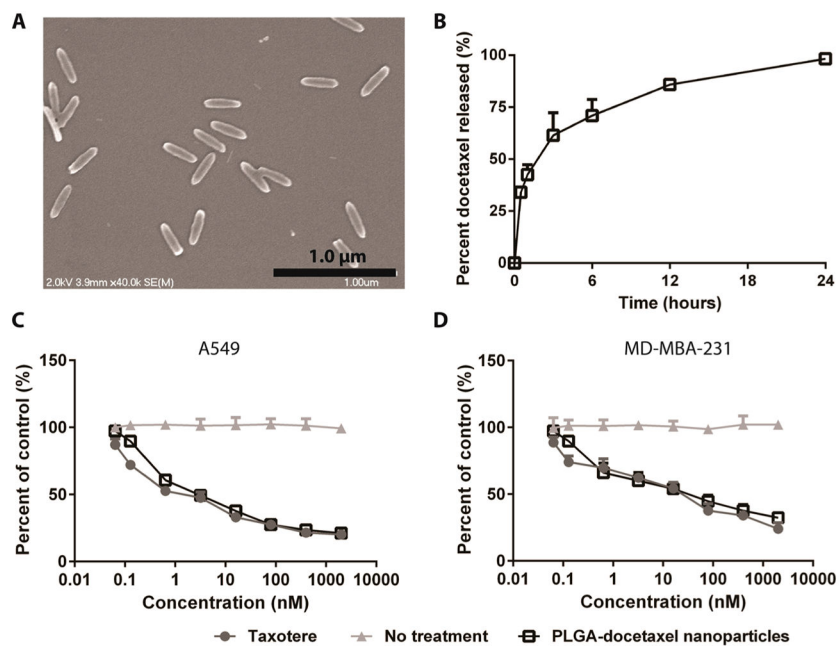 A
1.0 µm
2.0kV 3.9mm x40.0k SE(M)
1.00um
B
Percent docetaxel released (%)
100
75
50
25
0
0 6 12 18 24
Time (hours)
C
A549
Percent of control (%)
150
100
50
0
0.01 0.1 1 10 100 1000 10000
Concentration (nM)
D
MD-MBA-231
Percent of control (%)
150
100
50
0
0.01 0.1 1 10 100 1000 10000
Concentration (nM)
Taxotere No treatment PLGA-docetaxel nanoparticles